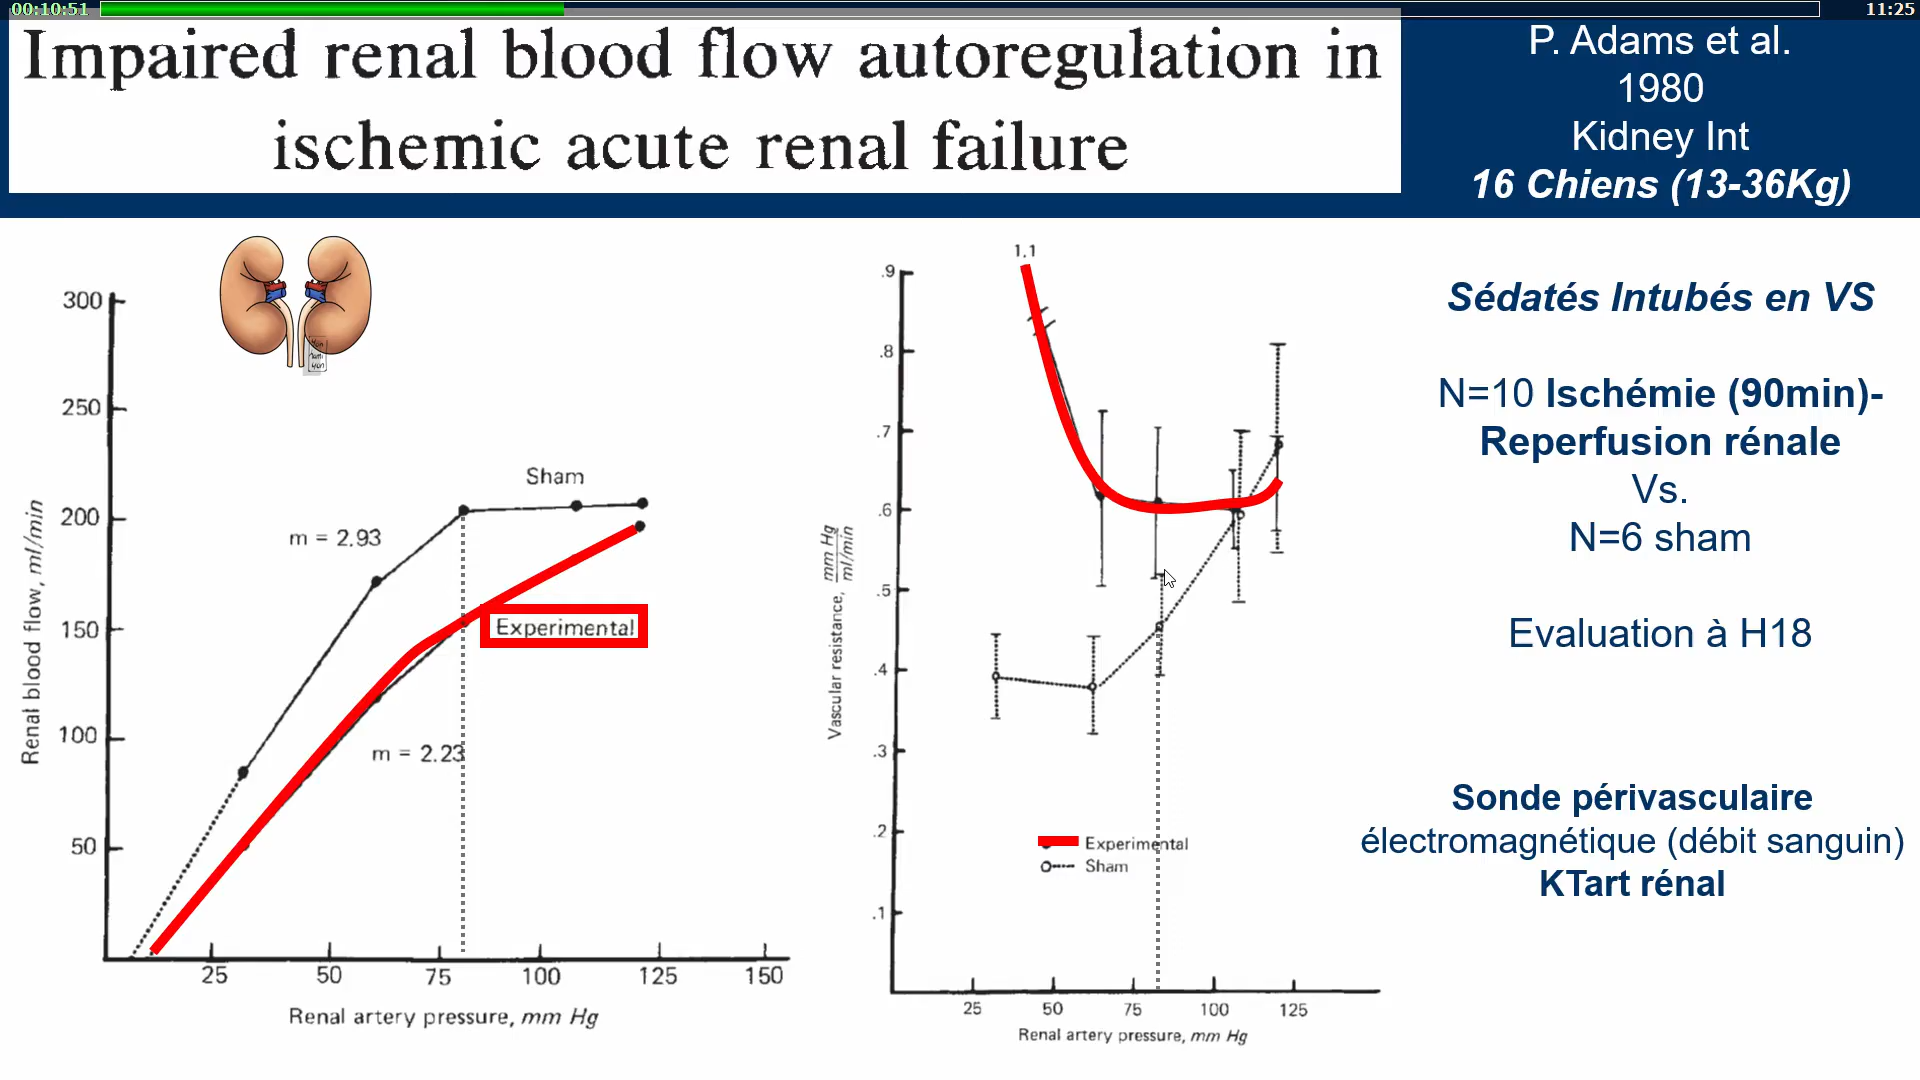 00:10:51
11:25
Impaired renal blood flow autoregulation in
ischemic acute renal failure
P. Adams et al.
1980
Kidney Int
16 Chiens (13-36Kg)
300
250
200
150
100
50
Renal blood flow, ml/min
Sham
m = 2.93
Experimental
m = 2.23
25 50 75 100 125 150
Renal artery pressure, mm Hg
1.1
.9
.8
.7
.6
.5
.4
.3
.2
.1
Vascular resistance, mm Hg
ml/min
Experimental
Sham
25 50 75 100 125
Renal artery pressure, mm Hg
Sédatés Intubés en VS
N=10 Ischémie (90min)-
Reperfusion rénale
Vs.
N=6 sham
Evaluation à H18
Sonde périvasculaire
électromagnétique (débit sanguin)
KTart rénal